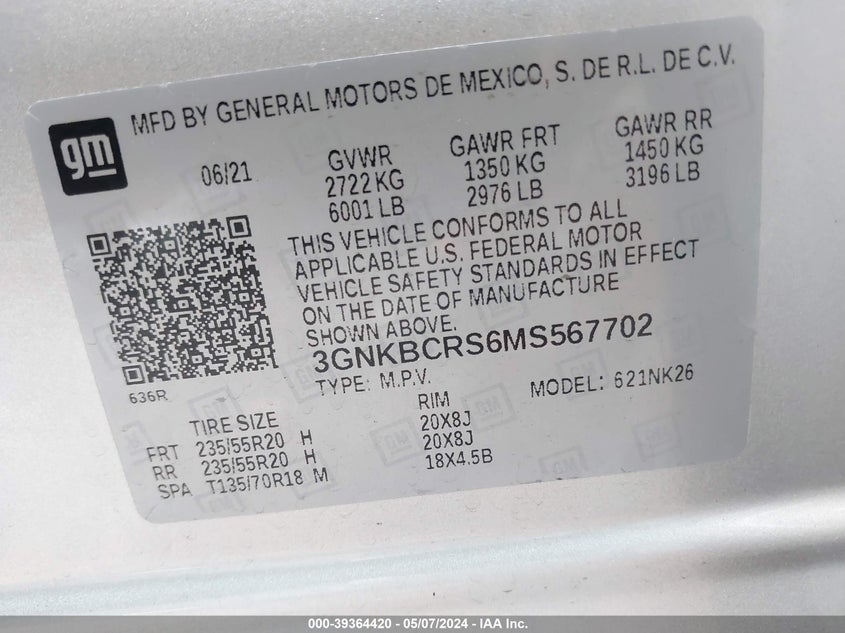 MFD BY GENERAL MOTORS DE MEXICO, S. DE R.L. DE C.V.
gm
06/21
GVWR
2722 KG
6001 LB
GAWR FRT
1350 KG
2976 LB
GAWR RR
1450 KG
3196 LB
THIS VEHICLE CONFORMS TO ALL
APPLICABLE U.S. FEDERAL MOTOR
VEHICLE SAFETY STANDARDS IN EFFECT
ON THE DATE OF MANUFACTURE
SHOWN ABOVE.
3GNKBCRS6MS567702
TYPE: M.P.V.
MODEL: 621NK26
636R
TIRE SIZE RIM
FRT 235/55R20 H 20X8J
RR 235/55R20 H 20X8J
SPA T135/70R18 M 18X4.5B
000-39364420 - 05/07/2024 - IAA Inc.